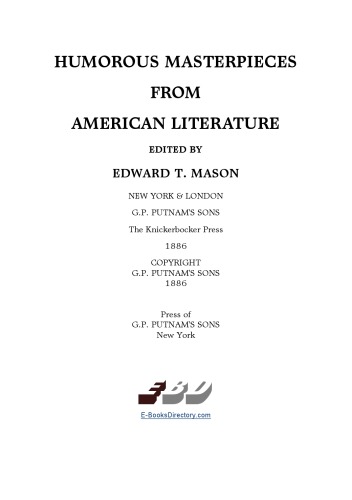 HUMOROUS MASTERPIECES
FROM
AMERICAN LITERATURE
EDITED BY
EDWARD T. MASON
NEW YORK & LONDON
G.P. PUTNAM'S SONS
The Knickerbocker Press
1886
COPYRIGHT
G.P. PUTNAM'S SONS
1886
Press of
G.P. PUTNAM'S SONS
New York
EBD
E-BooksDirectory.com